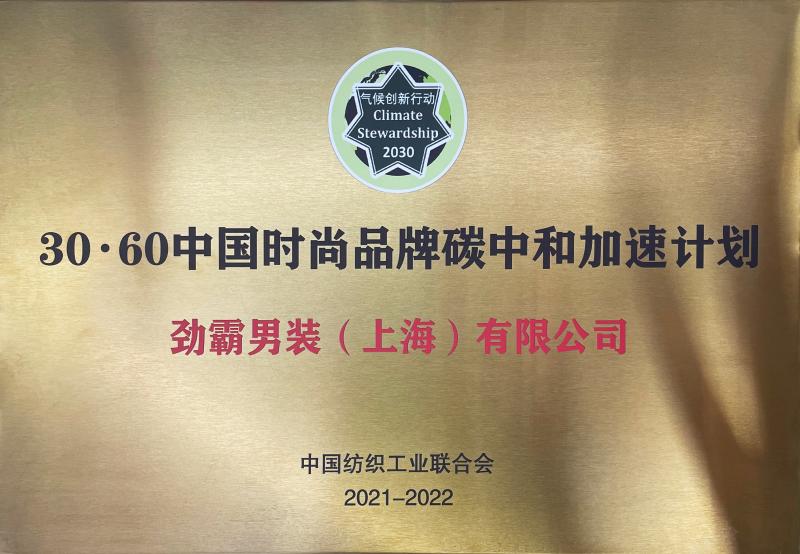 气候创新行动
Climate
Stewardship
2030
30·60中国时尚品牌碳中和加速计划
劲霸男装（上海）有限公司
中国纺织工业联合会
2021-2022